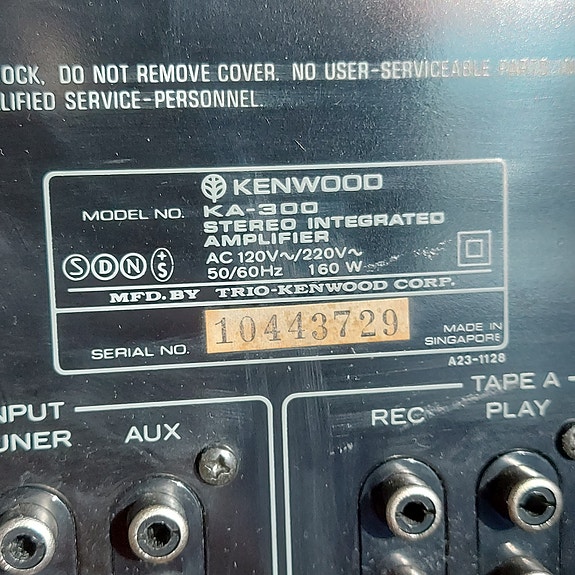 OCK. DO NOT REMOVE COVER. NO USER-SERVICEABLE PARTS
LIFIED SERVICE-PERSONNEL.
KENWOOD
MODEL NO. KA-300
STEREO INTEGRATED
AMPLIFIER
AC 120V~/220V~
50/60Hz 160 W
S D N +S
MFD. BY TRIO-KENWOOD CORP.
SERIAL NO. 10443729
MADE IN
SINGAPORE
A23-1128
NPUT
UNER
AUX
TAPE A
REC
PLAY